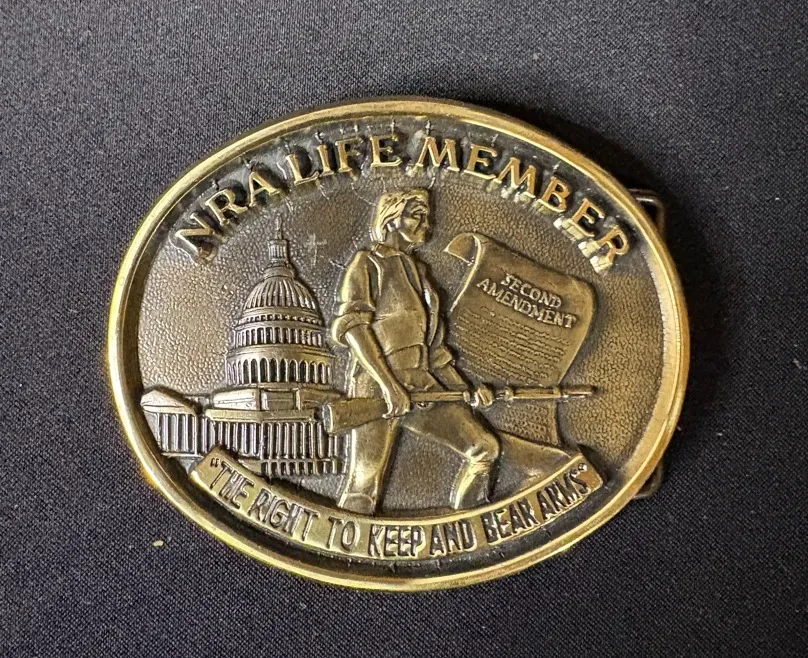 NRA LIFE MEMBER
SECOND
AMENDMENT
"THE RIGHT TO KEEP AND BEAR ARMS"